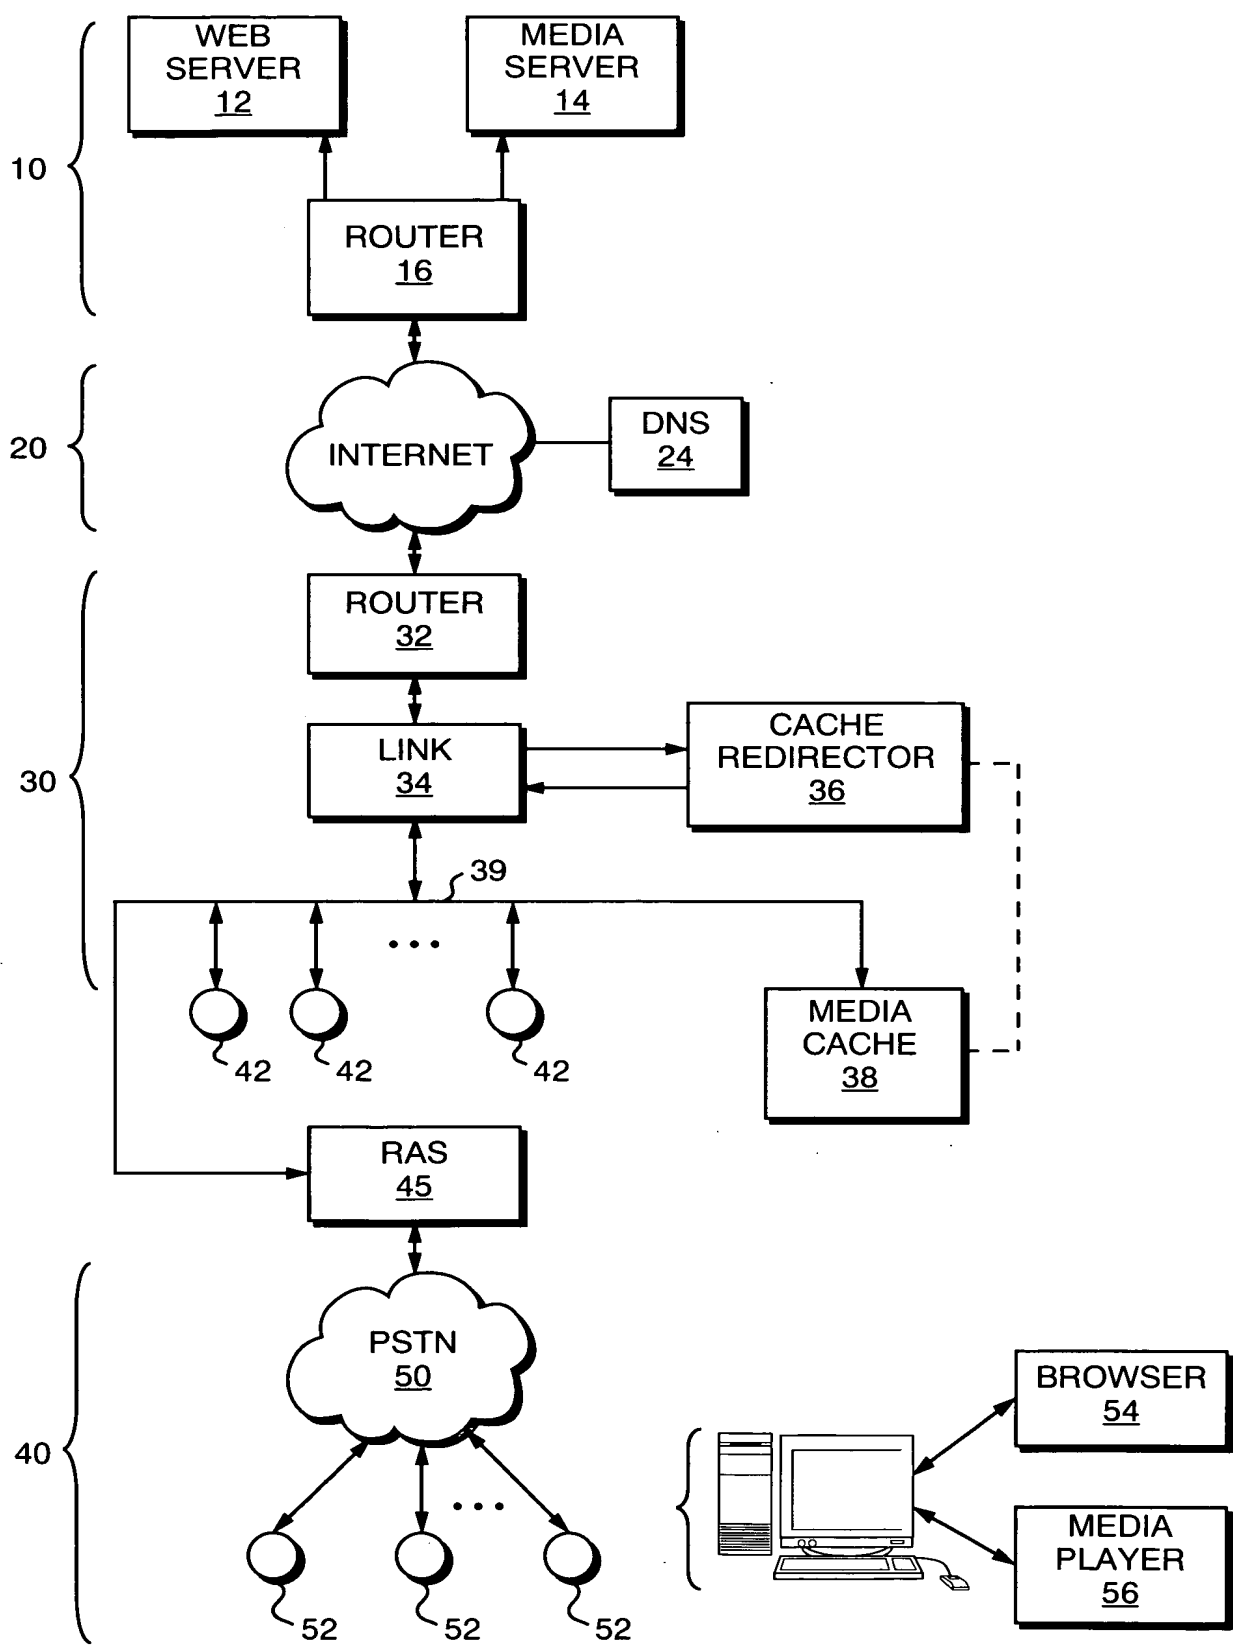 WEB
SERVER
12
MEDIA
SERVER
14
10
ROUTER
16
20
INTERNET
DNS
24
ROUTER
32
30
LINK
34
CACHE
REDIRECTOR
36
39
42
42
42
MEDIA
CACHE
38
RAS
45
40
PSTN
50
52
52
52
BROWSER
54
MEDIA
PLAYER
56